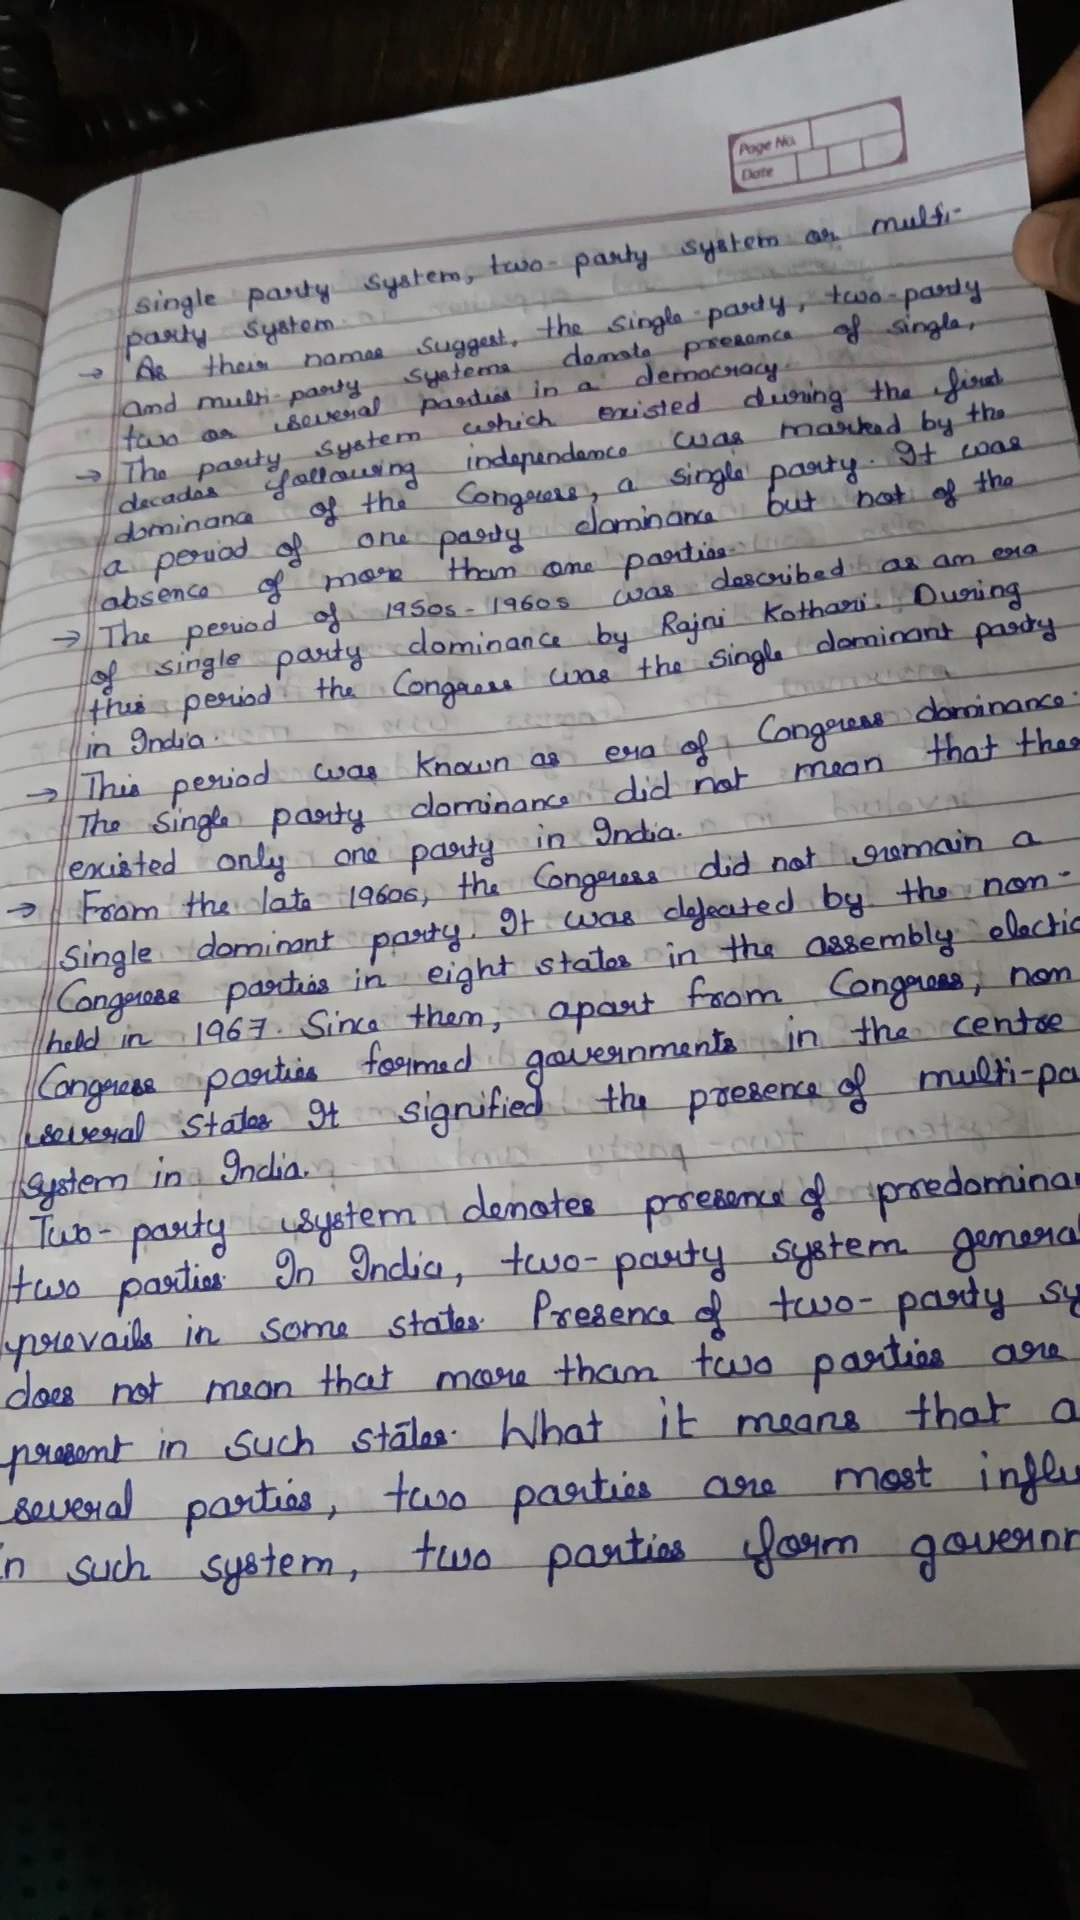 Page No.
Date
single party system, two-party system or multi-
party system.
→ As their names suggest, the single-party, two-party
and multi-party systems denote presence of single,
two or several parties in a democracy.
→ The party system which existed during the first
decades following independence was marked by the
dominance of the Congress, a single party. It was
a period of one party dominance but not of the
absence of more than one parties.
→ The period of 1950s-1960s was described as an era
of single party dominance by Rajni Kothari. During
this period the Congress was the single dominant party
in India.
→ This period was known as era of Congress dominance.
The single party dominance did not mean that ther
existed only one party in India.
→ From the late 1960s, the Congress did not remain a
single dominant party. It was defeated by the non-
Congress parties in eight states in the assembly electio
held in 1967. Since then, apart from Congress, non
Congress parties formed governments in the centre
several states It signified the presence of multi-pa
system in India.
Two-party system denotes presence of predomina
two parties. In India, two-party system genera
prevails in some states. Presence of two-party sy
does not mean that more than two parties are
present in such states. What it means that a
several parties, two parties are most influ
in such system, two parties form governm